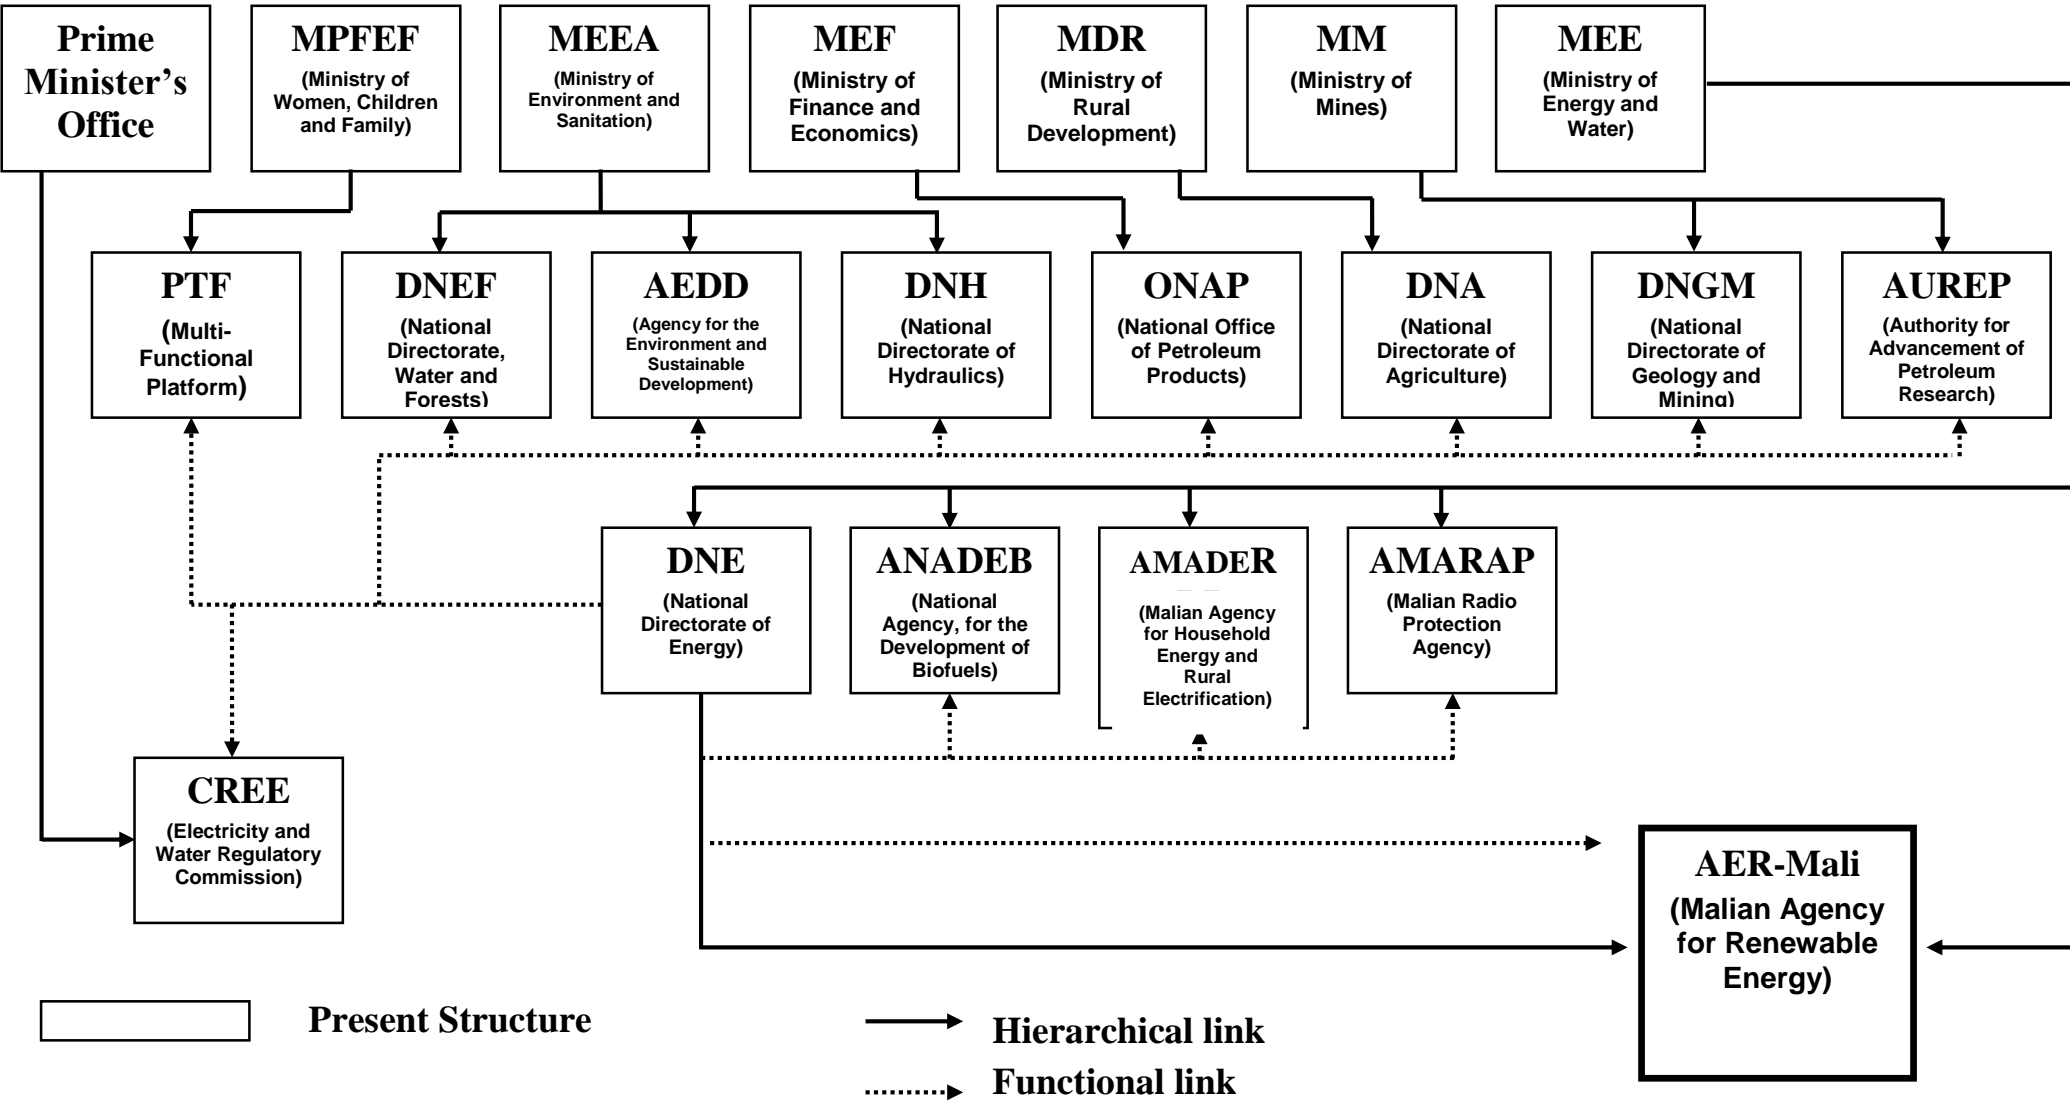 Prime
Minister’s
Office
MPFEF
(Ministry of
Women, Children
and Family)
MEEA
(Ministry of
Environment and
Sanitation)
MEF
(Ministry of
Finance and
Economics)
MDR
(Ministry of
Rural
Development)
MM
(Ministry of
Mines)
MEE
(Ministry of
Energy and
Water)
PTF
(Multi-
Functional
Platform)
DNEF
(National
Directorate,
Water and
Forests)
AEDD
(Agency for the
Environment and
Sustainable
Development)
DNH
(National
Directorate of
Hydraulics)
ONAP
(National Office
of Petroleum
Products)
DNA
(National
Directorate of
Agriculture)
DNGM
(National
Directorate of
Geology and
Mining)
AUREP
(Authority for
Advancement of
Petroleum
Research)
DNE
(National
Directorate of
Energy)
ANADEB
(National
Agency, for the
Development of
Biofuels)
AMADER
(Malian Agency
for Household
Energy and
Rural
Electrification)
AMARAP
(Malian Radio
Protection
Agency)
CREE
(Electricity and
Water Regulatory
Commission)
AER-Mali
(Malian Agency
for Renewable
Energy)
Present Structure
Hierarchical link
Functional link